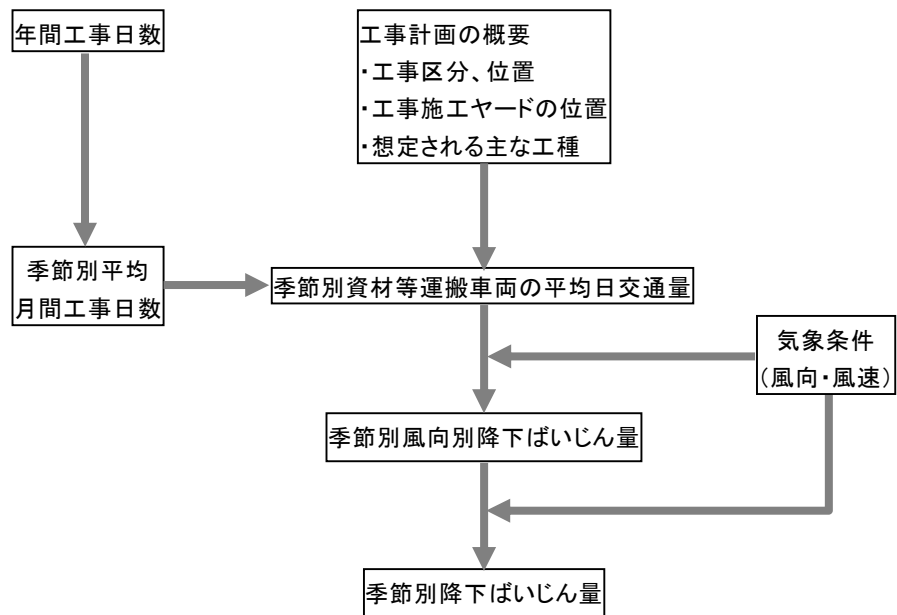 年間工事日数
工事計画の概要
・工事区分、位置
・工事施工ヤードの位置
・想定される主な工種
季節別平均
月間工事日数
季節別資材等運搬車両の平均日交通量
気象条件
(風向・風速)
季節別風向別降下ばいじん量
季節別降下ばいじん量